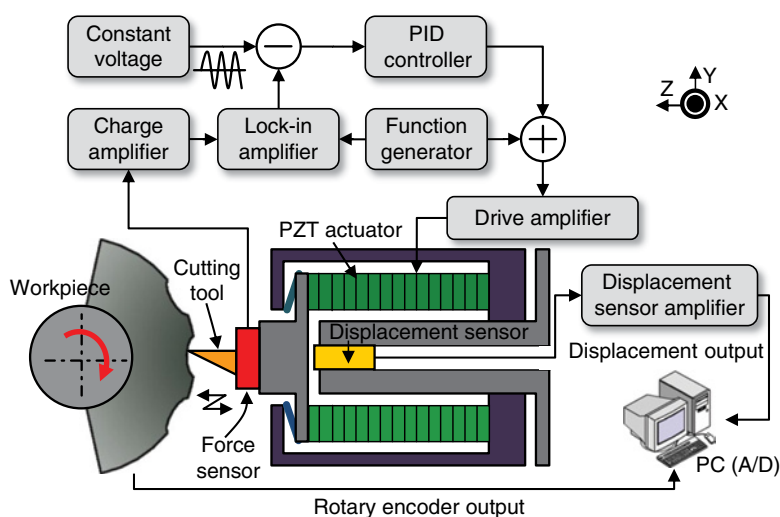 Constant
voltage
−
PID
controller
Y
Z
X
Charge
amplifier
Lock-in
amplifier
Function
generator
+
Drive amplifier
PZT actuator
Cutting
tool
Workpiece
Displacement
sensor amplifier
Displacement sensor
Displacement output
Force
sensor
PC (A/D)
Rotary encoder output